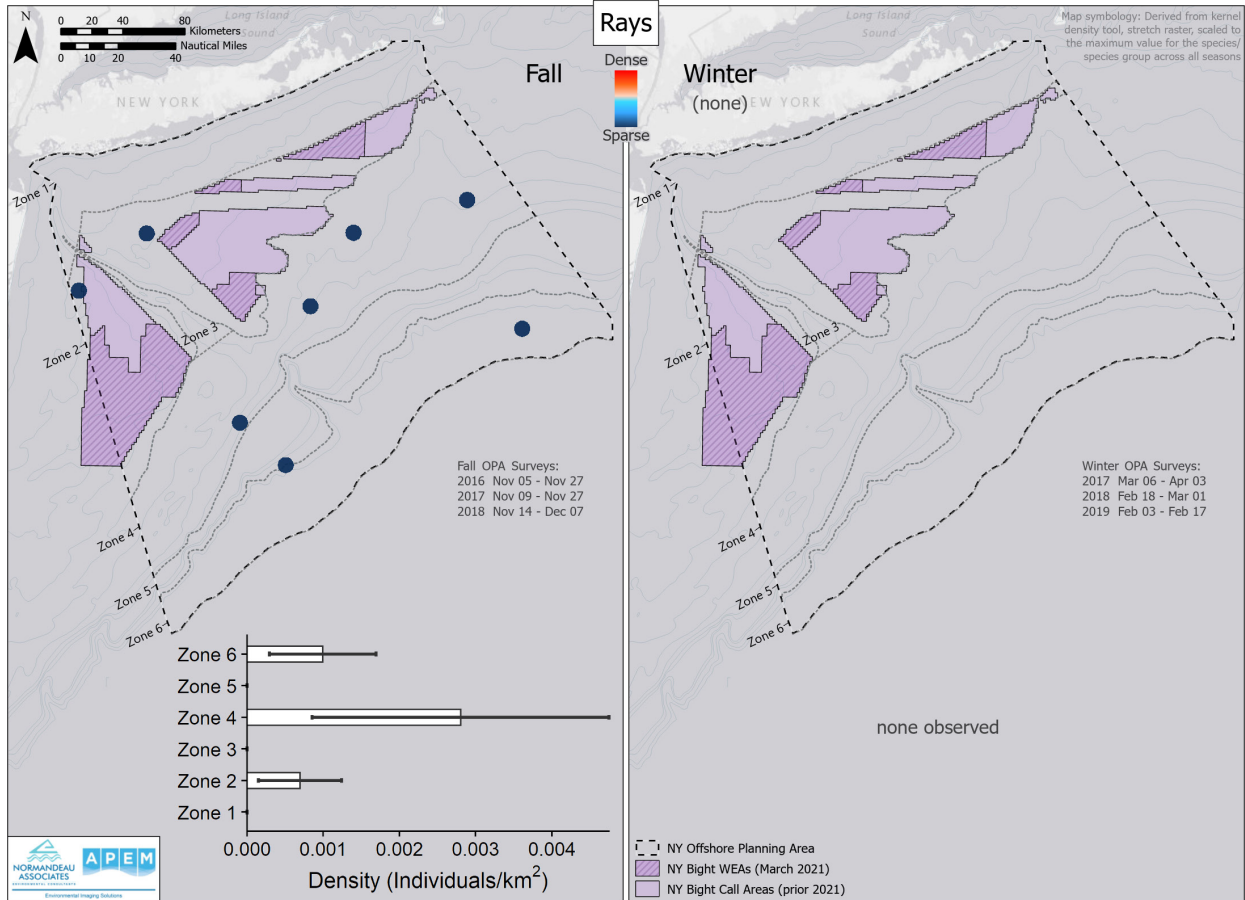 Rays
Dense
Sparse
N
0 20 40 80
Kilometers
Nautical Miles
0 10 20 40
Long Island
Sound
NEW YORK
Fall
Zone 1
Zone 2
Zone 3
Zone 4
Zone 5
Zone 6
Fall OPA Surveys:
2016 Nov 05 - Nov 27
2017 Nov 09 - Nov 27
2018 Nov 14 - Dec 07
Zone 6
Zone 5
Zone 4
Zone 3
Zone 2
Zone 1
0.000 0.001 0.002 0.003 0.004
Density (Individuals/km²)
NORMANDEAU
ASSOCIATES
ENVIRONMENTAL CONSULTANTS
APEM
Environmental Imaging Solutions
Winter
(none)
Long Island
Sound
EW YORK
Map symbology: Derived from kernel
density tool, stretch raster, scaled to
the maximum value for the species/
species group across all seasons
Zone 1
Zone 2
Zone 3
Zone 4
Zone 5
Zone 6
Winter OPA Surveys:
2017 Mar 06 - Apr 03
2018 Feb 18 - Mar 01
2019 Feb 03 - Feb 17
none observed
NY Offshore Planning Area
NY Bight WEAs (March 2021)
NY Bight Call Areas (prior 2021)